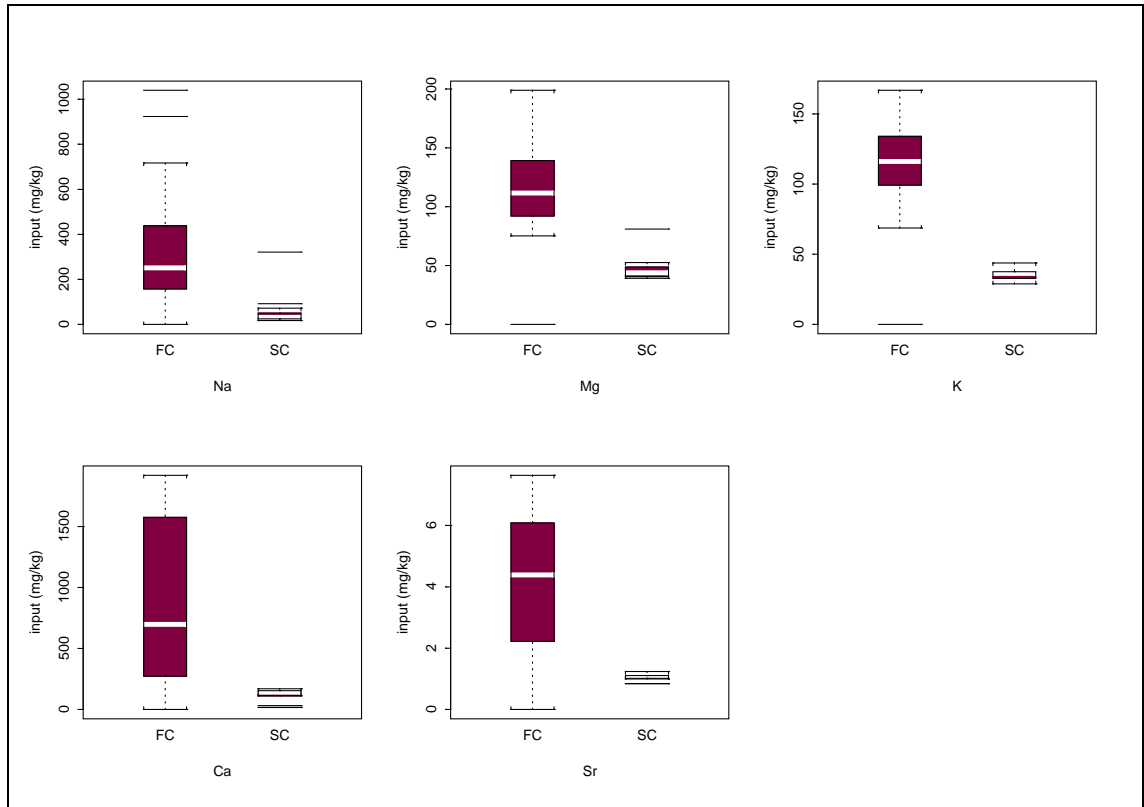 input (mg/kg)
0 200 400 600 800 1000
FC SC
Na
input (mg/kg)
0 50 100 150 200
FC SC
Mg
input (mg/kg)
0 50 100 150
FC SC
K
input (mg/kg)
0 500 1000 1500
FC SC
Ca
input (mg/kg)
0 2 4 6
FC SC
Sr